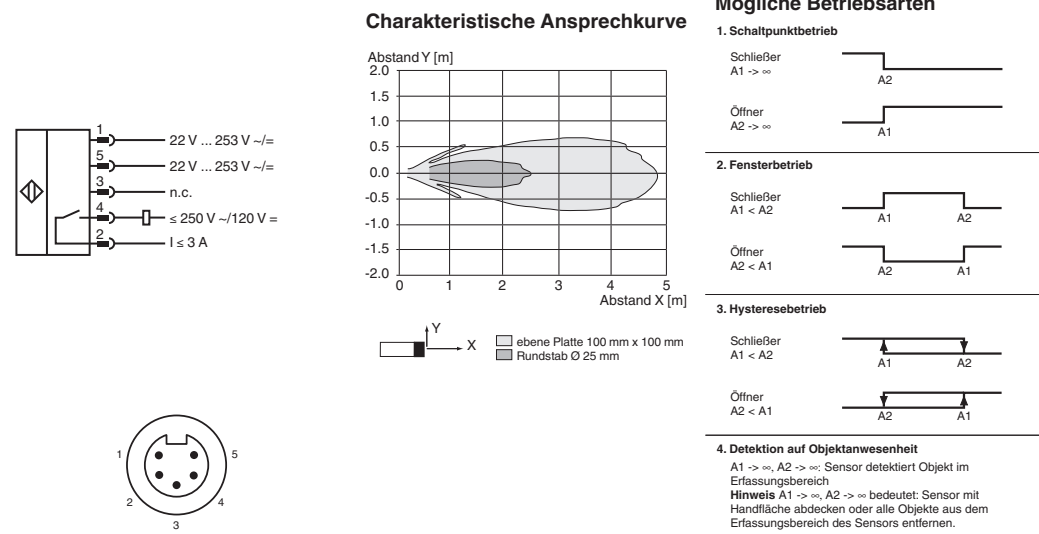 1
22 V ... 253 V ~/=
5
22 V ... 253 V ~/=
3
n.c.
4
≤ 250 V ~/120 V =
2
I ≤ 3 A
1
5
2
4
3
Charakteristische Ansprechkurve
Abstand Y [m]
2.0
1.5
1.0
0.5
0.0
-0.5
-1.0
-1.5
-2.0
0 1 2 3 4 5
Abstand X [m]
Y
X
ebene Platte 100 mm x 100 mm
Rundstab Ø 25 mm
Mögliche Betriebsarten
1. Schaltpunktbetrieb
Schließer
A1 -> ∞
A2
Öffner
A2 -> ∞
A1
2. Fensterbetrieb
Schließer
A1 < A2
A1 A2
Öffner
A2 < A1
A2 A1
3. Hysteresebetrieb
Schließer
A1 < A2
A1 A2
Öffner
A2 < A1
A2 A1
4. Detektion auf Objektanwesenheit
A1 -> ∞, A2 -> ∞: Sensor detektiert Objekt im
Erfassungsbereich
Hinweis A1 -> ∞, A2 -> ∞ bedeutet: Sensor mit
Handfläche abdecken oder alle Objekte aus dem
Erfassungsbereich des Sensors entfernen.